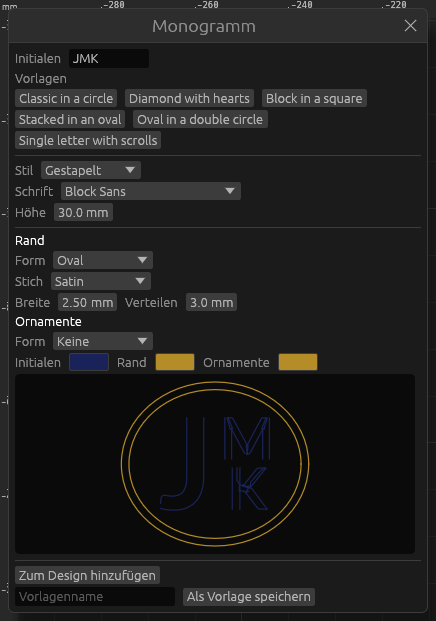 mm
-280
-260
-240
-220
Monogramm
Initialen JMK
Vorlagen
Classic in a circle Diamond with hearts Block in a square
Stacked in an oval Oval in a double circle
Single letter with scrolls
Stil Gestapelt
Schrift Block Sans
Höhe 30.0 mm
Rand
Form Oval
Stich Satin
Breite 2.50 mm Verteilen 3.0 mm
Ornamente
Form Keine
Initialen Rand Ornamente
J M
K
Zum Design hinzufügen
Vorlagenname Als Vorlage speichern